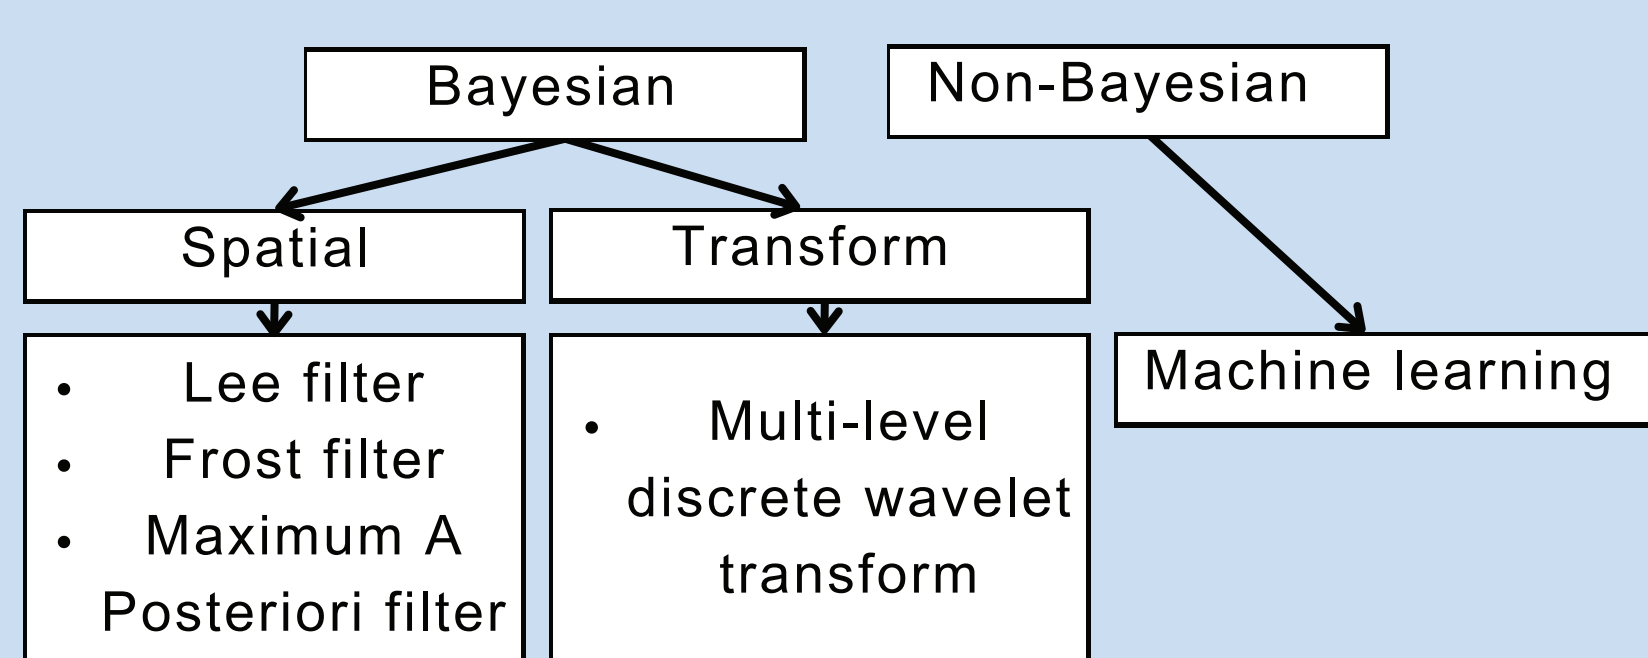 Bayesian
Non-Bayesian
Spatial
Transform
• Lee filter
• Frost filter
• Maximum A
Posteriori filter
• Multi-level
discrete wavelet
transform
Machine learning